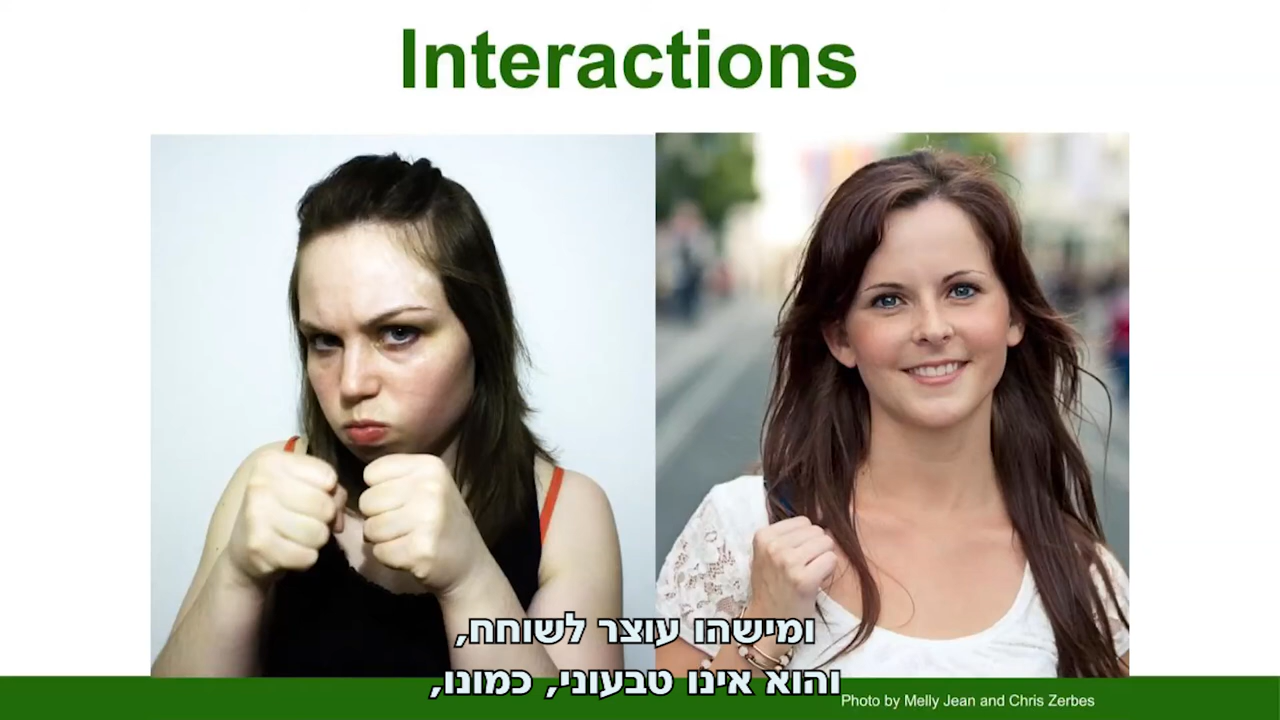 Interactions
ומישהו עוצר לשוחח,
והוא אינו טבעוני, כמונו,
Photo by Melly Jean and Chris Zerbes